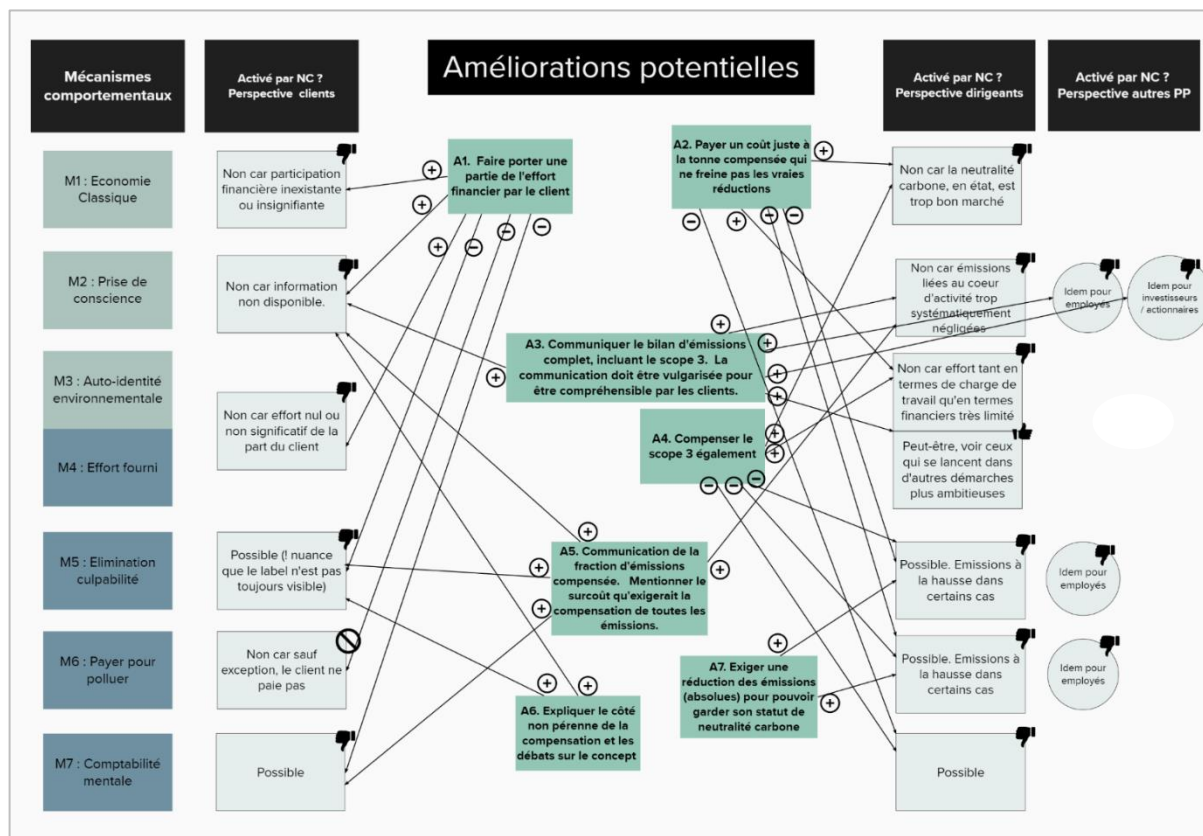 Améliorations potentielles
Mécanismes
comportementaux
Activé par NC ?
Perspective clients
Activé par NC ?
Perspective dirigeants
Activé par NC ?
Perspective autres PP
M1 : Economie
Classique
Non car participation
financière inexistante
ou insignifiante
A1. Faire porter une
partie de l'effort
financier par le client
A2. Payer un coût juste à
la tonne compensée qui
ne freine pas les vraies
réductions
Non car la neutralité
carbone, en état, est
trop bon marché
M2 : Prise de
conscience
Non car information
non disponible.
Non car émissions
liées au coeur
d'activité trop
systématiquement
négligées
Idem pour
employés
Idem pour
investisseurs
/ actionnaires
A3. Communiquer le bilan d'émissions
complet, incluant le scope 3. La
communication doit être vulgarisée pour
être compréhensible par les clients.
M3 : Auto-identité
environnementale
Non car effort nul ou
non significatif de la
part du client
Non car effort tant en
termes de charge de
travail qu'en termes
financiers très limité
M4 : Effort fourni
A4. Compenser le
scope 3 également
Peut-être, voir ceux
qui se lancent dans
d'autres démarches
plus ambitieuses
M5 : Elimination
culpabilité
Possible (! nuance
que le label n'est pas
toujours visible)
A5. Communication de la
fraction d'émissions
compensée. Mentionner le
surcoût qu'exigerait la
compensation de toutes les
émissions.
Possible. Emissions à
la hausse dans
certains cas
Idem pour
employés
M6 : Payer pour
polluer
Non car sauf
exception, le client ne
paie pas
A7. Exiger une
réduction des émissions
(absolues) pour pouvoir
garder son statut de
neutralité carbone
Possible. Emissions à
la hausse dans
certains cas
Idem pour
employés
A6. Expliquer le côté
non pérenne de la
compensation et les
débats sur le concept
M7 : Comptabilité
mentale
Possible
Possible